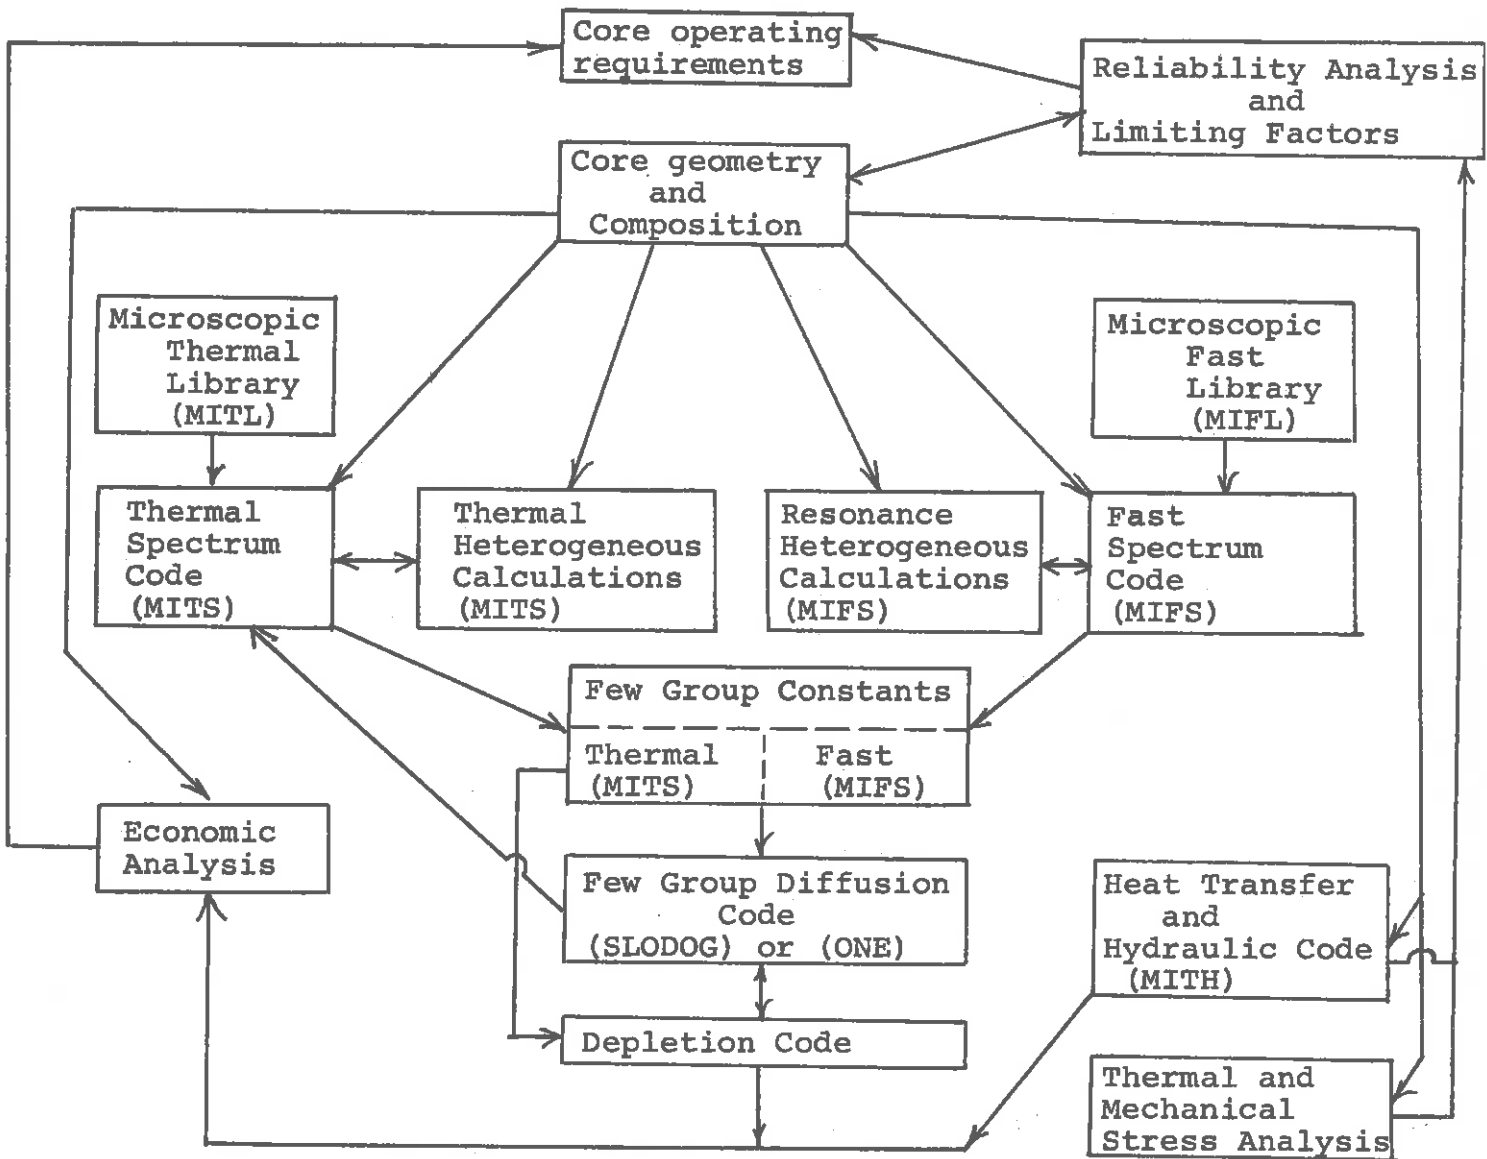 Core operating
requirements
Reliability Analysis
and
Limiting Factors
Core geometry
and
Composition
Microscopic
Thermal
Library
(MITL)
Microscopic
Fast
Library
(MIFL)
Thermal
Spectrum
Code
(MITS)
Thermal
Heterogeneous
Calculations
(MITS)
Resonance
Heterogeneous
Calculations
(MIFS)
Fast
Spectrum
Code
(MIFS)
Few Group Constants
Thermal
(MITS)
Fast
(MIFS)
Economic
Analysis
Few Group Diffusion
Code
(SLODOG) or (ONE)
Heat Transfer
and
Hydraulic Code
(MITH)
Depletion Code
Thermal and
Mechanical
Stress Analysis